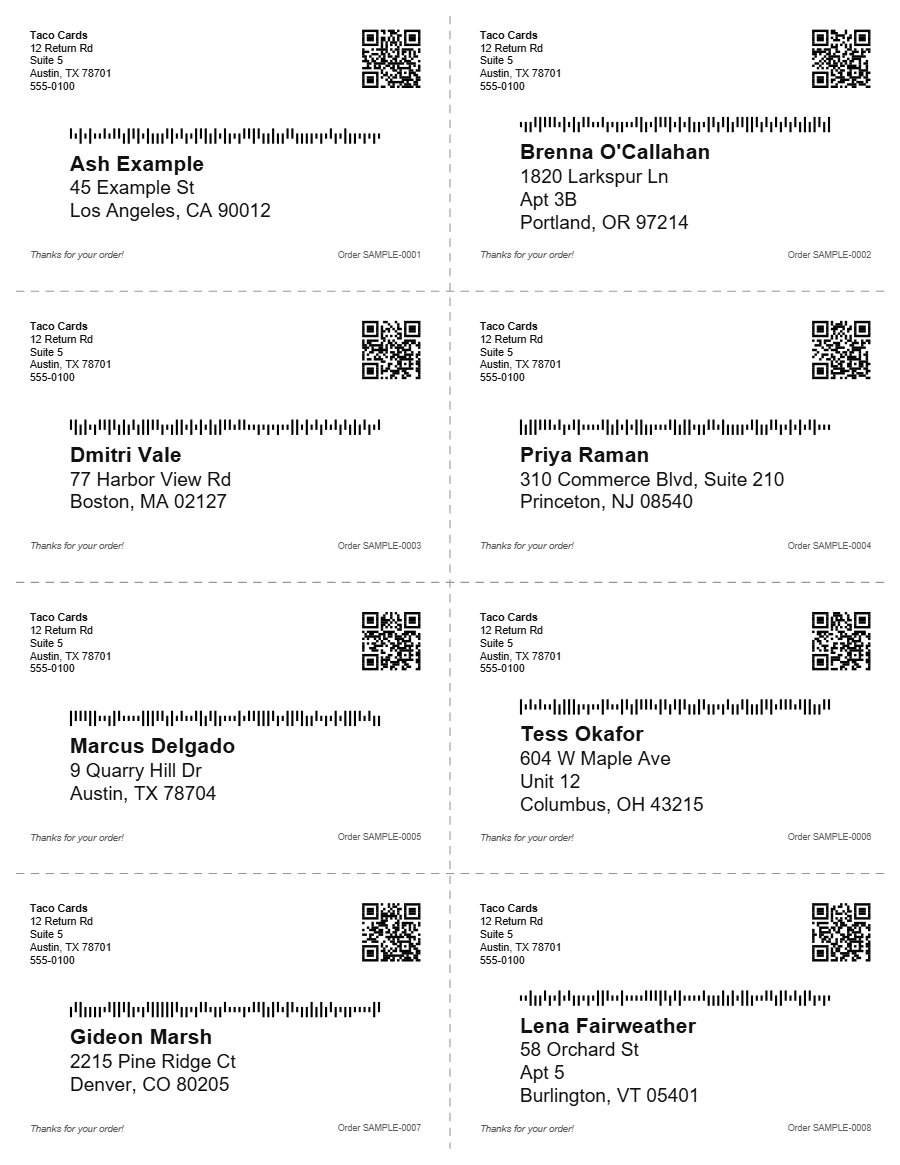 Taco Cards
12 Return Rd
Suite 5
Austin, TX 78701
555-0100
Ash Example
45 Example St
Los Angeles, CA 90012
Thanks for your order!
Order SAMPLE-0001
Taco Cards
12 Return Rd
Suite 5
Austin, TX 78701
555-0100
Brenna O'Callahan
1820 Larkspur Ln
Apt 3B
Portland, OR 97214
Thanks for your order!
Order SAMPLE-0002
Taco Cards
12 Return Rd
Suite 5
Austin, TX 78701
555-0100
Dmitri Vale
77 Harbor View Rd
Boston, MA 02127
Thanks for your order!
Order SAMPLE-0003
Taco Cards
12 Return Rd
Suite 5
Austin, TX 78701
555-0100
Priya Raman
310 Commerce Blvd, Suite 210
Princeton, NJ 08540
Thanks for your order!
Order SAMPLE-0004
Taco Cards
12 Return Rd
Suite 5
Austin, TX 78701
555-0100
Marcus Delgado
9 Quarry Hill Dr
Austin, TX 78704
Thanks for your order!
Order SAMPLE-0005
Taco Cards
12 Return Rd
Suite 5
Austin, TX 78701
555-0100
Tess Okafor
604 W Maple Ave
Unit 12
Columbus, OH 43215
Thanks for your order!
Order SAMPLE-0006
Taco Cards
12 Return Rd
Suite 5
Austin, TX 78701
555-0100
Gideon Marsh
2215 Pine Ridge Ct
Denver, CO 80205
Thanks for your order!
Order SAMPLE-0007
Taco Cards
12 Return Rd
Suite 5
Austin, TX 78701
555-0100
Lena Fairweather
58 Orchard St
Apt 5
Burlington, VT 05401
Thanks for your order!
Order SAMPLE-0008